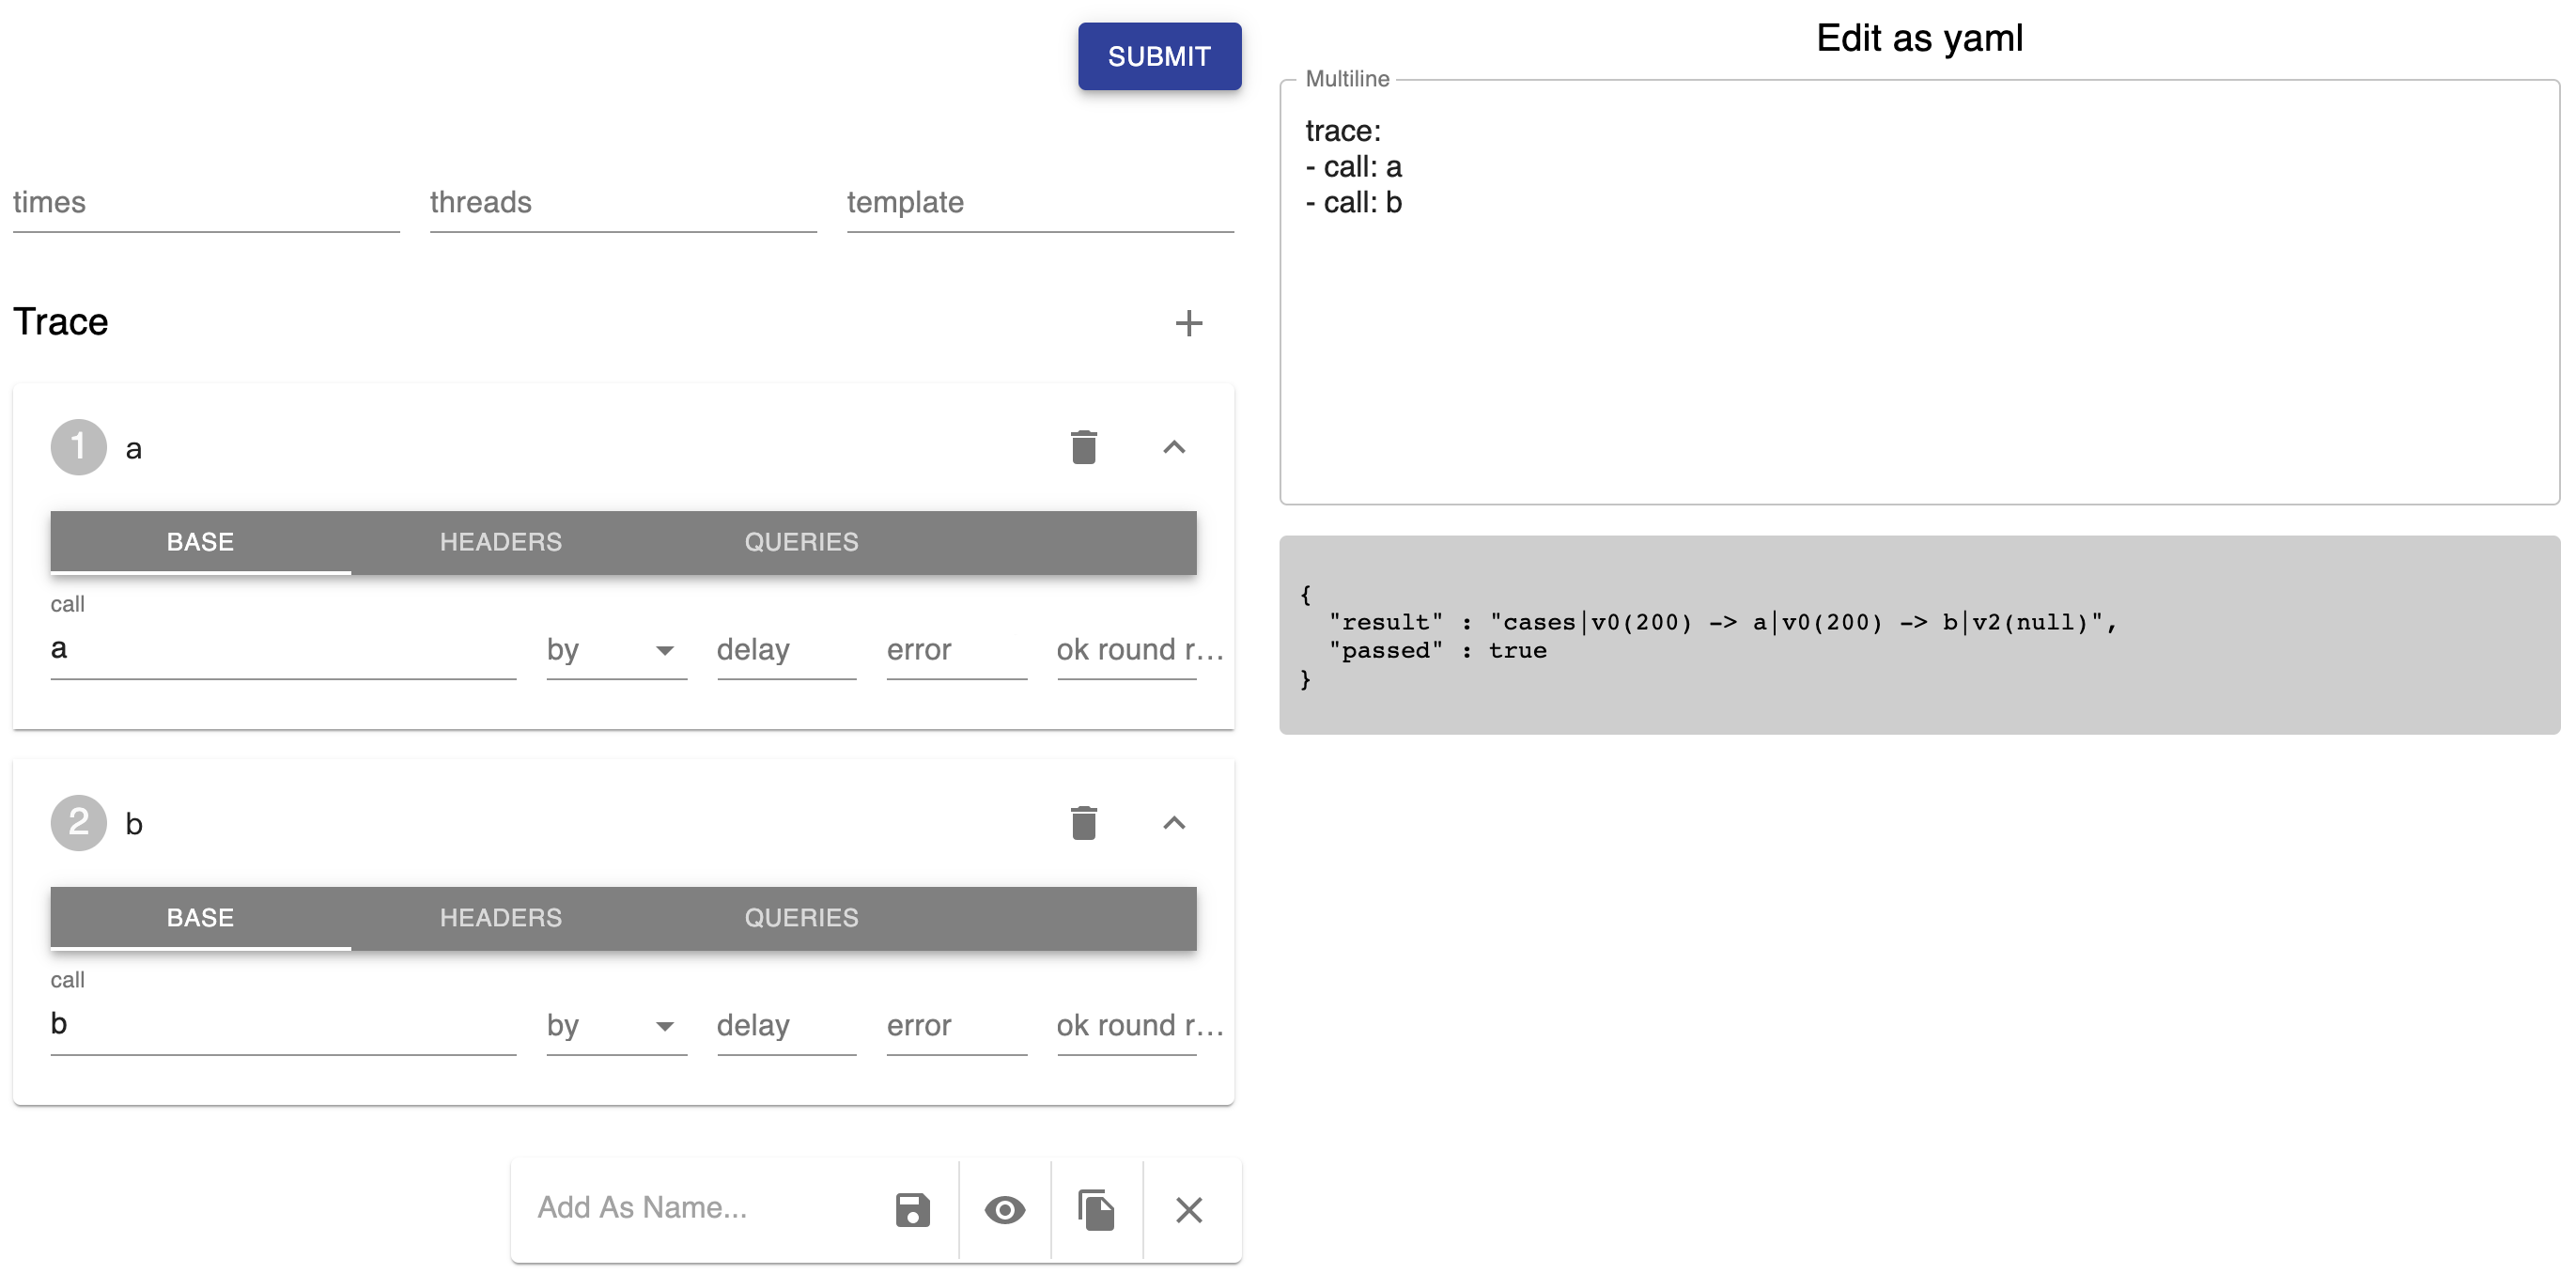 SUBMIT
times threads template
Trace
1 a
BASE HEADERS QUERIES
call
a by delay error ok round r...
2 b
BASE HEADERS QUERIES
call
b by delay error ok round r...
Add As Name...
Edit as yaml
Multiline
trace:
- call: a
- call: b
{
"result" : "cases|v0(200) -> a|v0(200) -> b|v2(null)",
"passed" : true
}